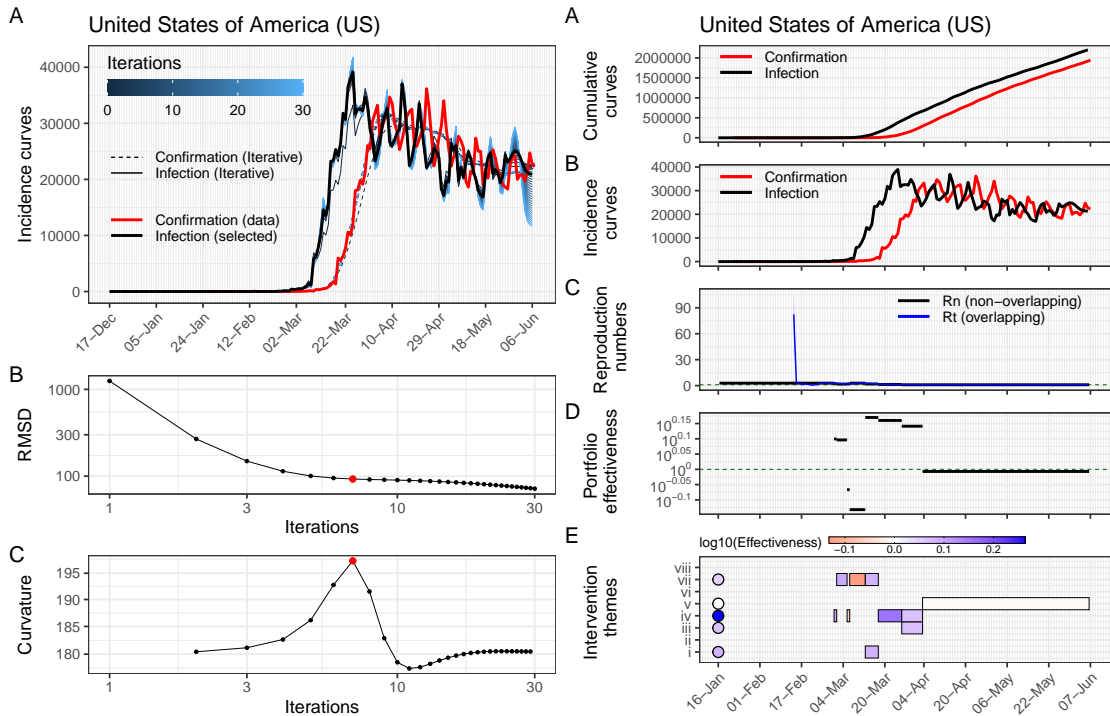 A
United States of America (US)
Iterations
0 10 20 30
40000
30000
20000
10000
0
Incidence curves
Confirmation (Iterative)
Infection (Iterative)
Confirmation (data)
Infection (selected)
17–Dec
05–Jan
24–Jan
12–Feb
02–Mar
22–Mar
10–Apr
29–Apr
18–May
06–Jun
B
RMSD
1000
300
100
1 3 10 30
Iterations
C
Curvature
195
190
185
180
1 3 10 30
Iterations
A
United States of America (US)
Cumulative
curves
2000000
1500000
1000000
500000
0
Confirmation
Infection
B
Incidence
curves
40000
30000
20000
10000
0
Confirmation
Infection
C
Reproduction
numbers
90
60
30
0
Rn (non–overlapping)
Rt (overlapping)
D
Portfolio
effectiveness
10^0.15
10^0.1
10^0
10^−0.05
10^−0.1
E
log10(Effectiveness)
−0.1 0.0 0.2
Intervention
themes
viii
vii
vi
v
iv
iii
ii
i
16–Jan
01–Feb
17–Feb
04–Mar
20–Mar
04–Apr
20–Apr
06–May
22–May
07–Jun